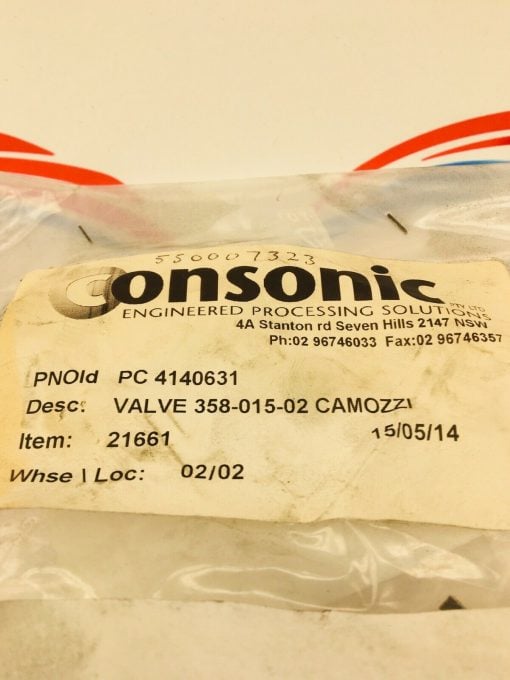 550007323
consonic
PTY LTD
ENGINEERED PROCESSING SOLUTIONS
4A Stanton rd Seven Hills 2147 NSW
Ph:02 96746033 Fax:02 96746357
PNOld PC 4140631
Desc: VALVE 358-015-02 CAMOZZI
Item: 21661 15/05/14
Whse \ Loc: 02/02